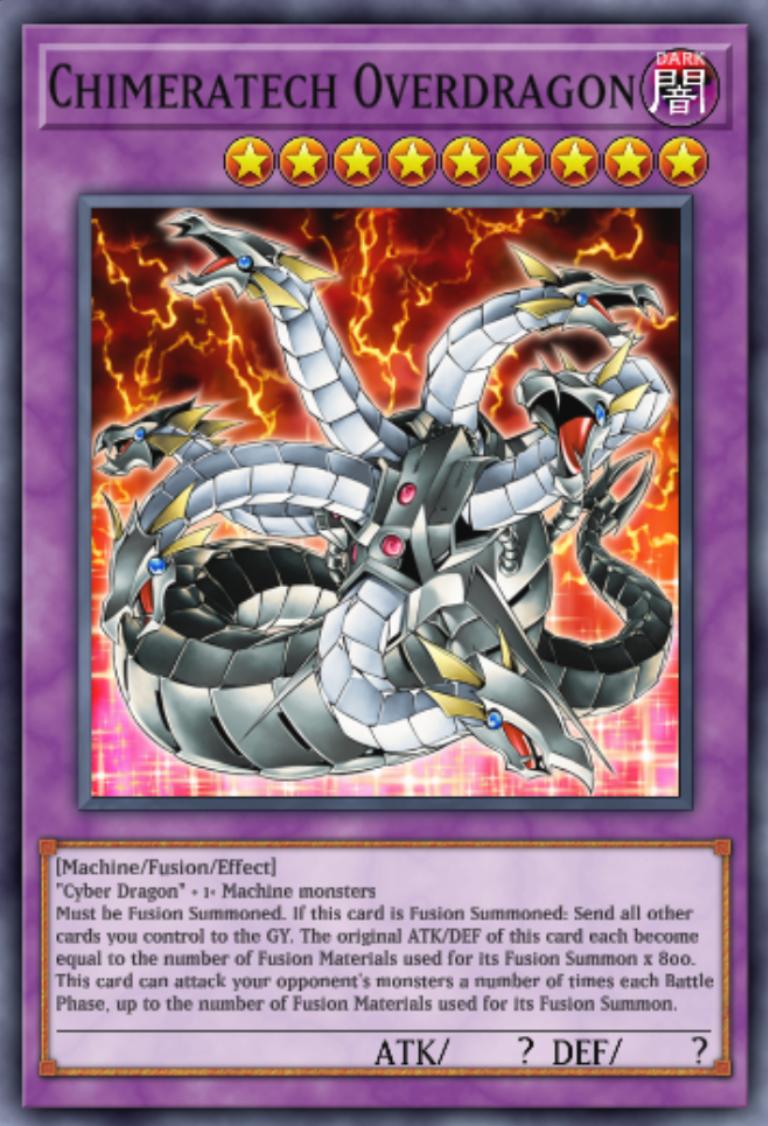 CHIMERATECH OVERDRAGON
DARK
闇
[Machine/Fusion/Effect]
"Cyber Dragon" + 1+ Machine monsters
Must be Fusion Summoned. If this card is Fusion Summoned: Send all other
cards you control to the GY. The original ATK/DEF of this card each become
equal to the number of Fusion Materials used for its Fusion Summon x 800.
This card can attack your opponent's monsters a number of times each Battle
Phase, up to the number of Fusion Materials used for its Fusion Summon.
ATK/ ? DEF/ ?